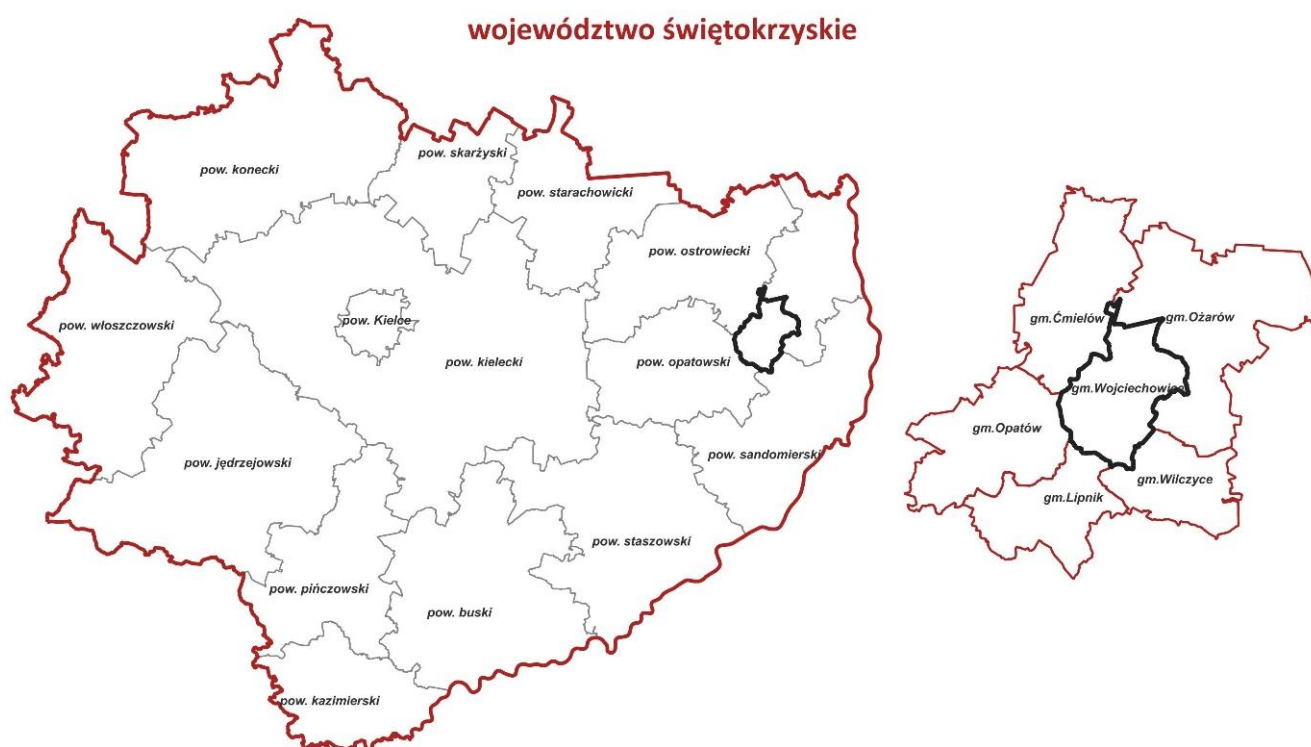 województwo świętokrzyskie
pow. skarżyski
pow. konecki
pow. starachowicki
pow. ostrowiecki
pow. włoszczowski
pow. Kielce
pow. kielecki
pow. opatowski
pow. jędrzejowski
pow. sandomierski
pow. staszowski
pow. pińczowski
pow. buski
pow. kazimierski
gm.Ćmielów
gm.Ożarów
gm.Wojciechowice
gm.Opatów
gm.Wilczyce
gm.Lipnik